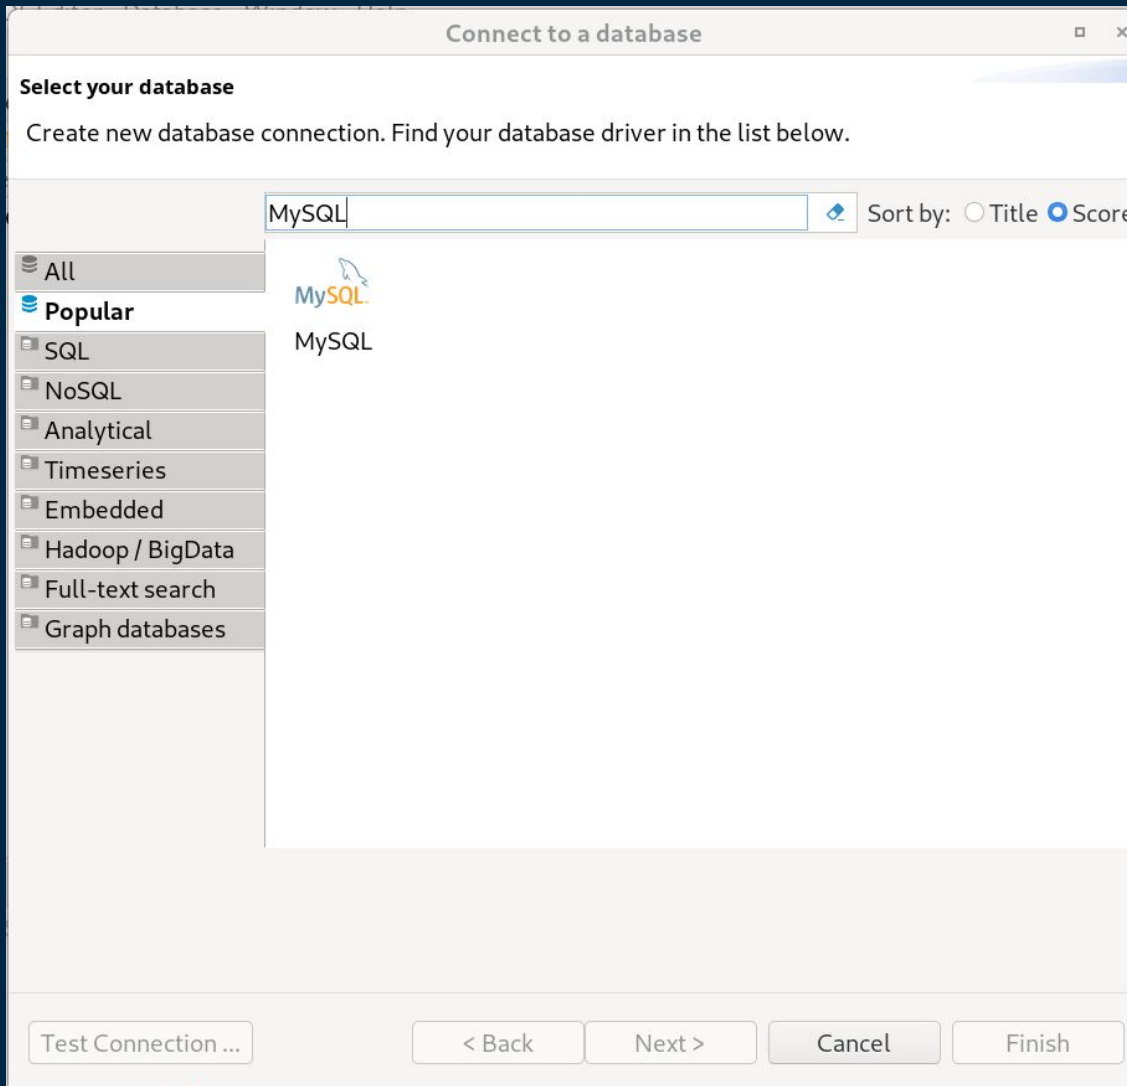 Connect to a database
Select your database
Create new database connection. Find your database driver in the list below.
MySQL
Sort by: Title Score
All
Popular
SQL
NoSQL
Analytical
Timeseries
Embedded
Hadoop / BigData
Full-text search
Graph databases
MySQL
MySQL
Test Connection ...
< Back
Next >
Cancel
Finish